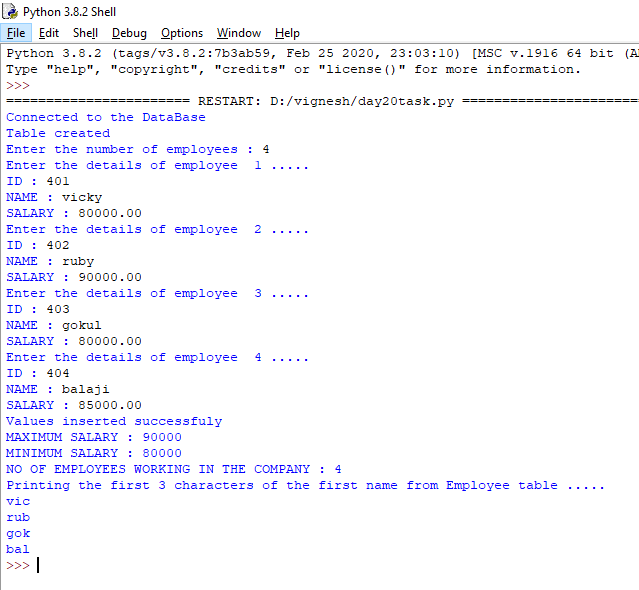 Python 3.8.2 Shell
File Edit Shell Debug Options Window Help
Python 3.8.2 (tags/v3.8.2:7b3ab59, Feb 25 2020, 23:03:10) [MSC v.1916 64 bit (A
Type "help", "copyright", "credits" or "license()" for more information.
>>>
======================= RESTART: D:/vignesh/day20task.py ======================
Connected to the DataBase
Table created
Enter the number of employees : 4
Enter the details of employee  1 .....
ID : 401
NAME : vicky
SALARY : 80000.00
Enter the details of employee  2 .....
ID : 402
NAME : ruby
SALARY : 90000.00
Enter the details of employee  3 .....
ID : 403
NAME : gokul
SALARY : 80000.00
Enter the details of employee  4 .....
ID : 404
NAME : balaji
SALARY : 85000.00
Values inserted successfuly
MAXIMUM SALARY : 90000
MINIMUM SALARY : 80000
NO OF EMPLOYEES WORKING IN THE COMPANY : 4
Printing the first 3 characters of the first name from Employee table .....
vic
rub
gok
bal
>>>